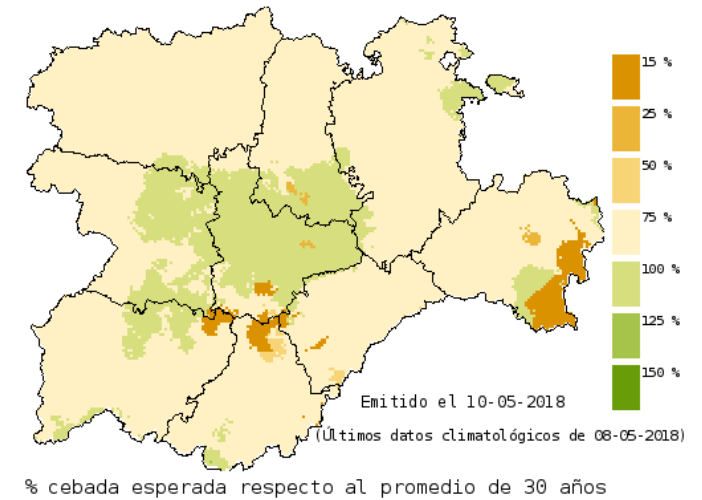 15 %
25 %
50 %
75 %
100 %
125 %
150 %
Emitido el 10-05-2018
(Últimos datos climatológicos de 08-05-2018)
% cebada esperada respecto al promedio de 30 años